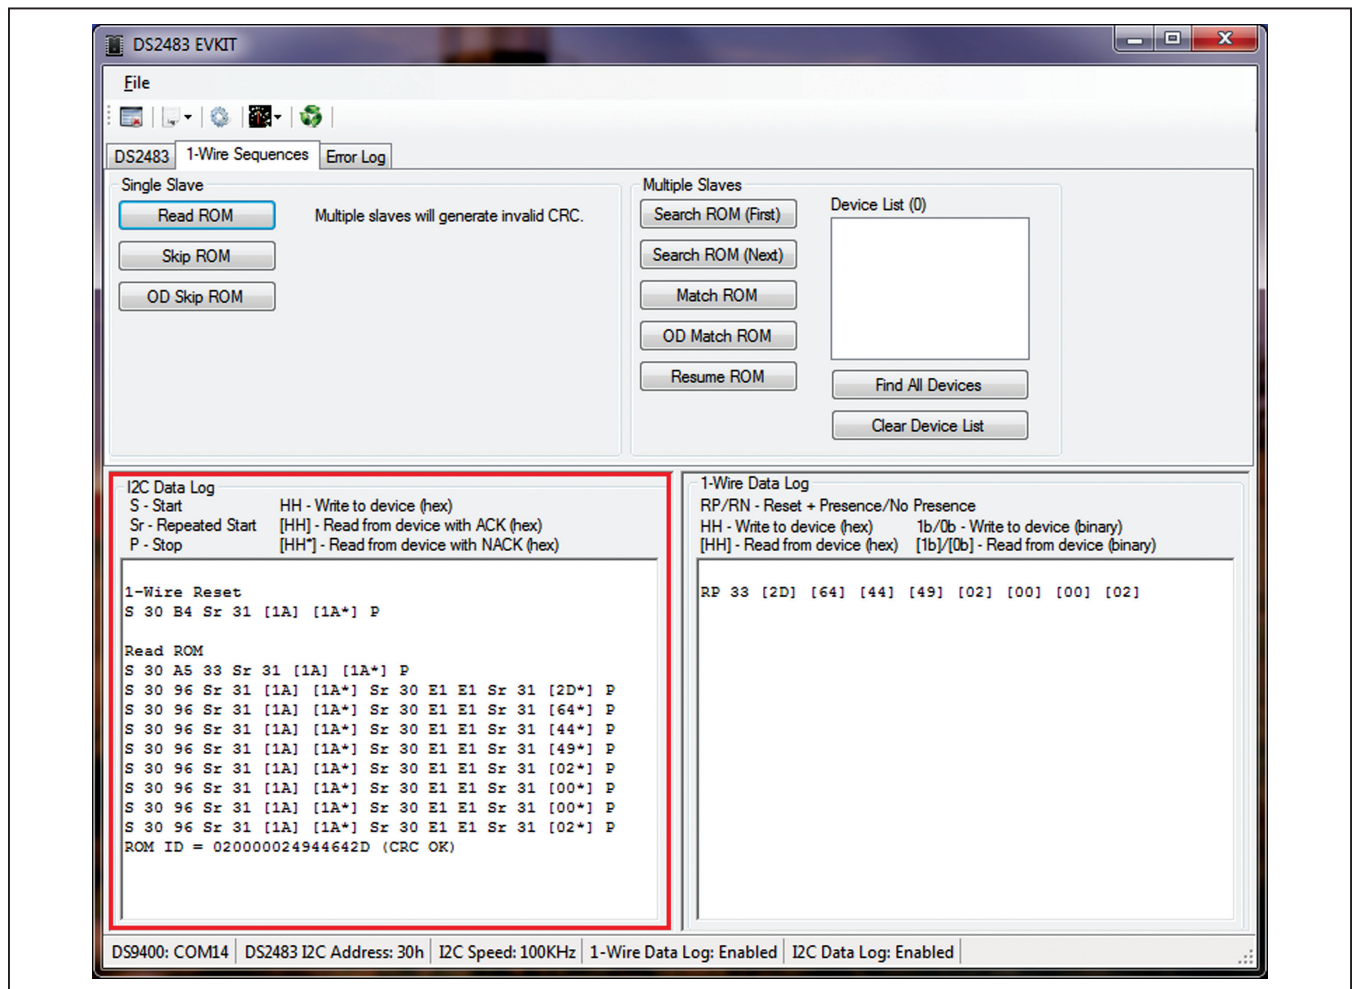 DS2483 EVKIT
File
DS2483 1-Wire Sequences Error Log
Single Slave
Read ROM Multiple slaves will generate invalid CRC.
Skip ROM
OD Skip ROM
Multiple Slaves
Search ROM (First)
Search ROM (Next)
Match ROM
OD Match ROM
Resume ROM
Device List (0)
Find All Devices
Clear Device List
I2C Data Log
S - Start HH - Write to device (hex)
Sr - Repeated Start [HH] - Read from device with ACK (hex)
P - Stop [HH*] - Read from device with NACK (hex)
1-Wire Reset
S 30 B4 Sr 31 [1A] [1A*] P
Read ROM
S 30 A5 33 Sr 31 [1A] [1A*] P
S 30 96 Sr 31 [1A] [1A*] Sr 30 E1 E1 Sr 31 [2D*] P
S 30 96 Sr 31 [1A] [1A*] Sr 30 E1 E1 Sr 31 [64*] P
S 30 96 Sr 31 [1A] [1A*] Sr 30 E1 E1 Sr 31 [44*] P
S 30 96 Sr 31 [1A] [1A*] Sr 30 E1 E1 Sr 31 [49*] P
S 30 96 Sr 31 [1A] [1A*] Sr 30 E1 E1 Sr 31 [02*] P
S 30 96 Sr 31 [1A] [1A*] Sr 30 E1 E1 Sr 31 [00*] P
S 30 96 Sr 31 [1A] [1A*] Sr 30 E1 E1 Sr 31 [00*] P
S 30 96 Sr 31 [1A] [1A*] Sr 30 E1 E1 Sr 31 [02*] P
ROM ID = 020000024944642D (CRC OK)
1-Wire Data Log
RP/RN - Reset + Presence/No Presence
HH - Write to device (hex) 1b/0b - Write to device (binary)
[HH] - Read from device (hex) [1b]/[0b] - Read from device (binary)
RP 33 [2D] [64] [44] [49] [02] [00] [00] [02]
DS9400: COM14 DS2483 I2C Address: 30h I2C Speed: 100KHz 1-Wire Data Log: Enabled I2C Data Log: Enabled